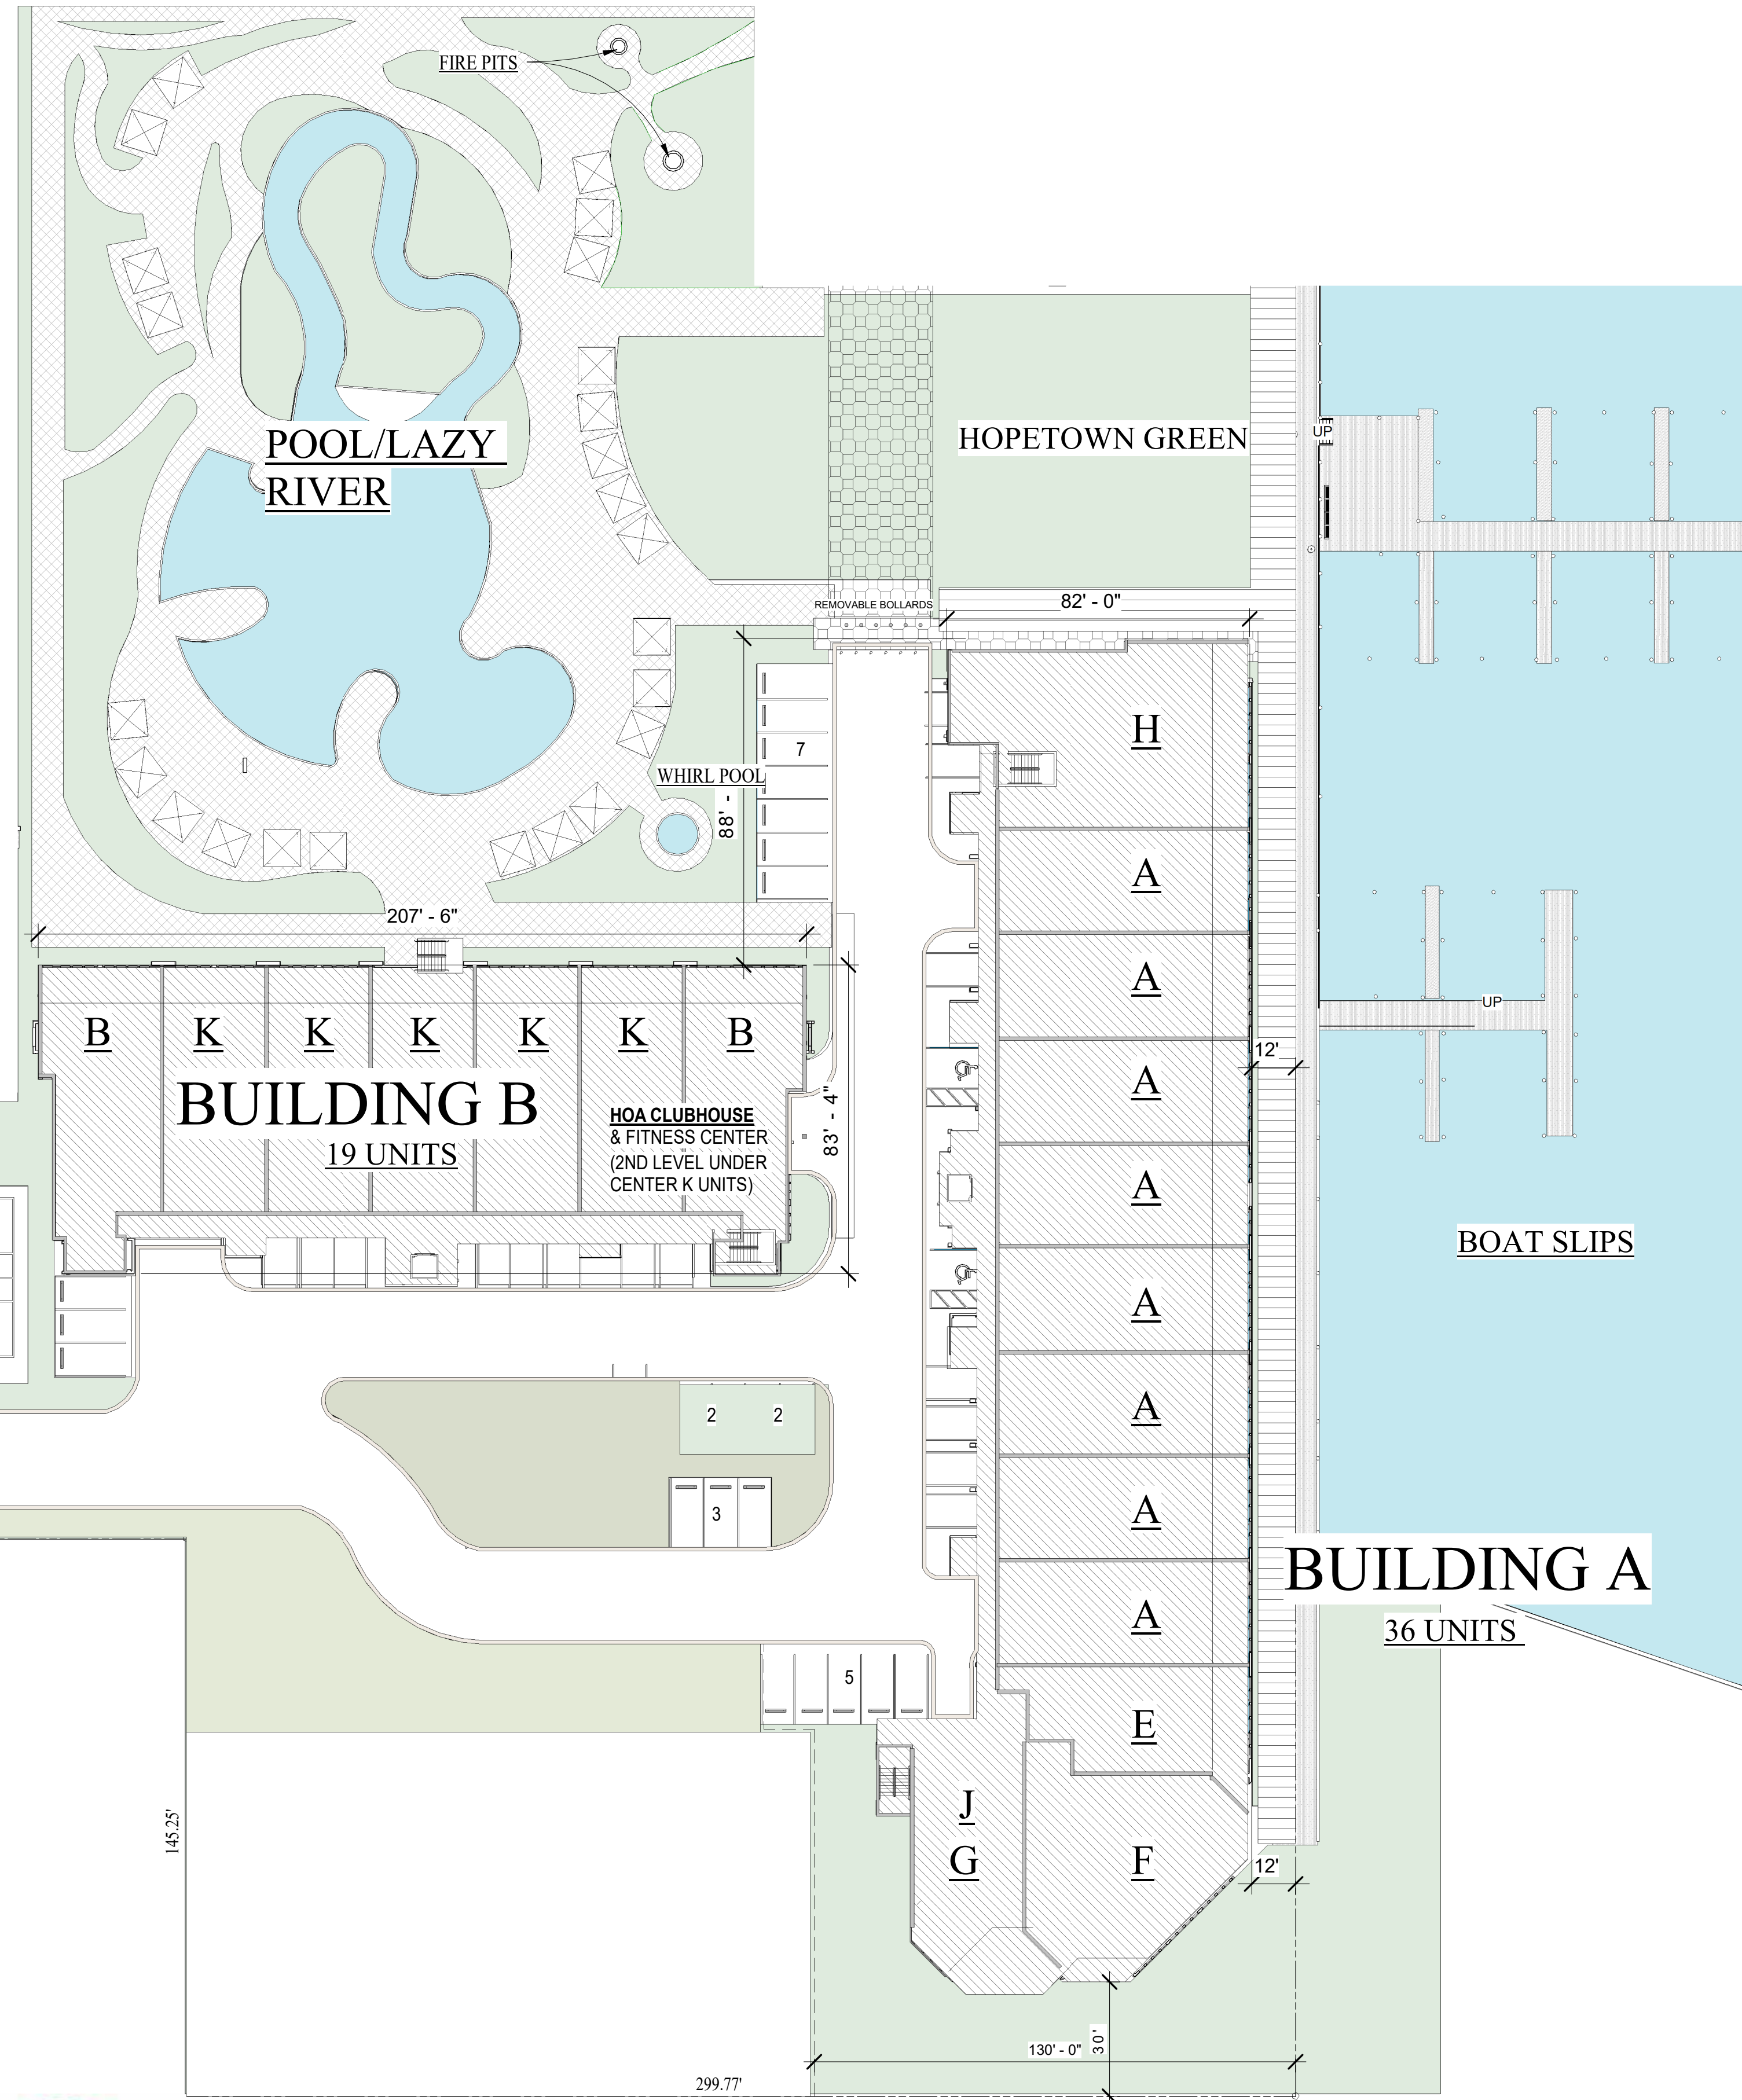 FIRE PITS
POOL/LAZY
RIVER
HOPETOWN GREEN
UP
REMOVABLE BOLLARDS
82' - 0"
H
7
WHIRL POOL
88' -
A
207' - 6"
A
UP
B
K
K
K
K
K
B
12'
A
BUILDING B
19 UNITS
HOA CLUBHOUSE
& FITNESS CENTER
(2ND LEVEL UNDER
CENTER K UNITS)
83' - 4"
A
BOAT SLIPS
A
A
2
2
3
A
BUILDING A
36 UNITS
A
5
E
145.25'
J
G
F
12'
130' - 0"
30'
299.77'